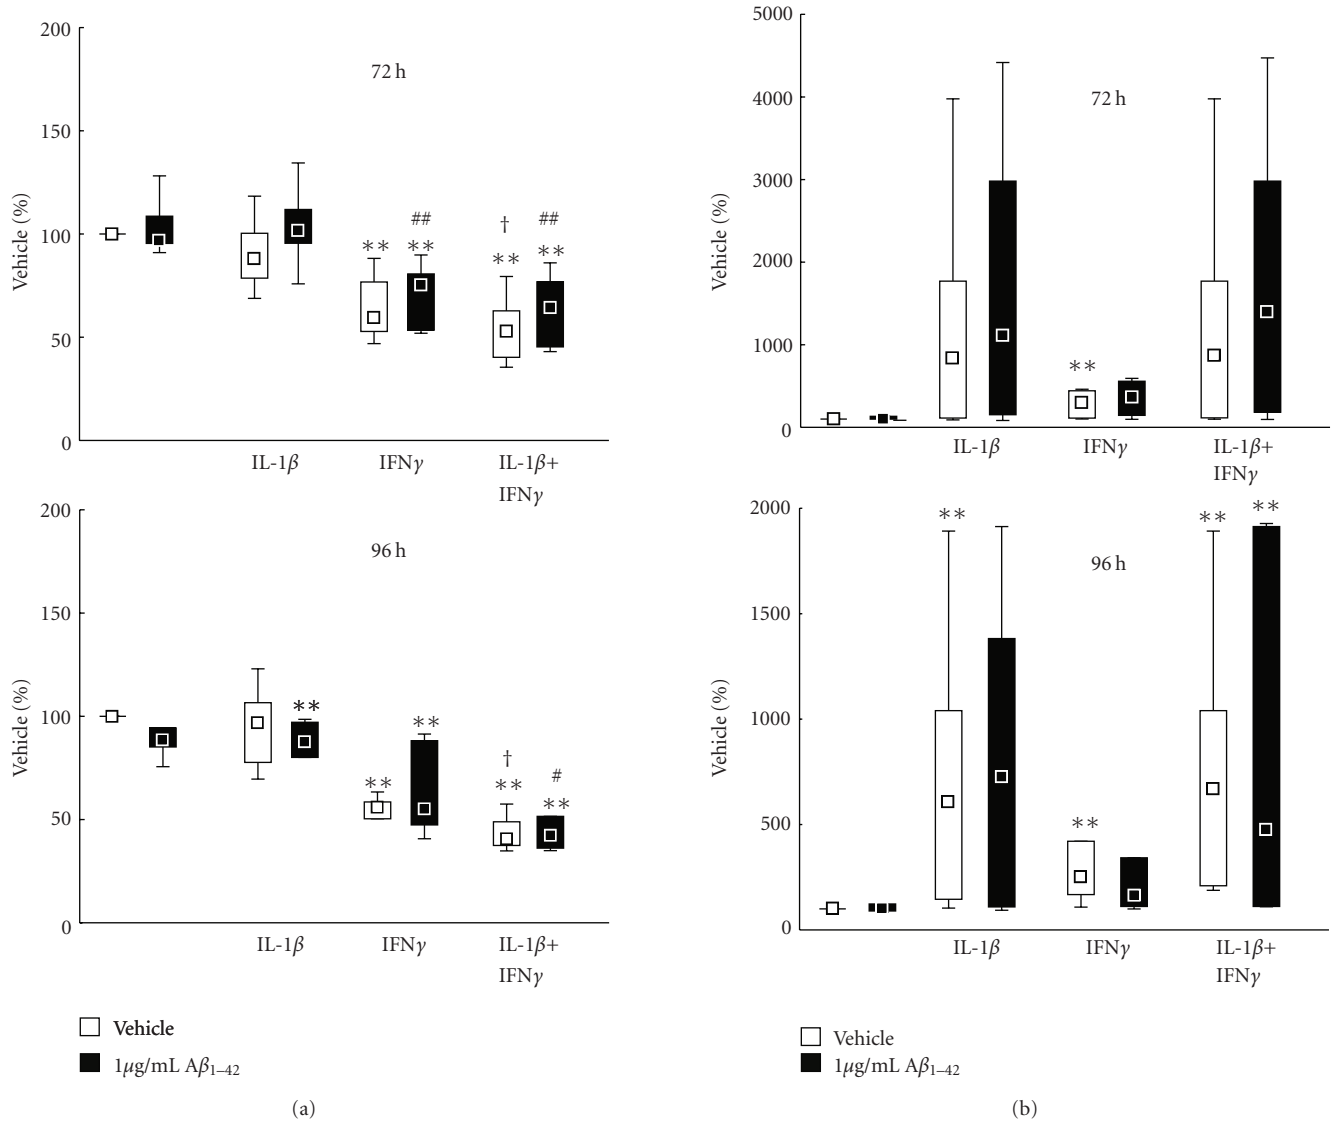 200
150
100
50
0
Vehicle (%)
72 h
** ## ** † ** ## **
IL-1β IFNγ IL-1β+
IFNγ
200
150
100
50
0
Vehicle (%)
96 h
** ** ** † ** # **
IL-1β IFNγ IL-1β+
IFNγ
Vehicle
1μg/mL Aβ1–42
(a)
5000
4000
3000
2000
1000
0
Vehicle (%)
72 h
**
IL-1β IFNγ IL-1β+
IFNγ
2000
1500
1000
500
0
Vehicle (%)
96 h
** ** ** **
IL-1β IFNγ IL-1β+
IFNγ
Vehicle
1μg/mL Aβ1–42
(b)